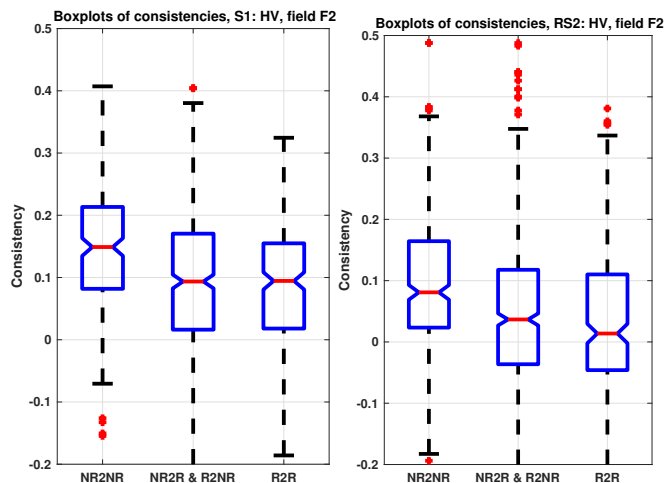 Boxplots of consistencies, S1: HV, field F2
Consistency
0.5
0.4
0.3
0.2
0.1
0
-0.1
-0.2
NR2NR
NR2R & R2NR
R2R
Boxplots of consistencies, RS2: HV, field F2
Consistency
0.5
0.4
0.3
0.2
0.1
0
-0.1
-0.2
NR2NR
NR2R & R2NR
R2R